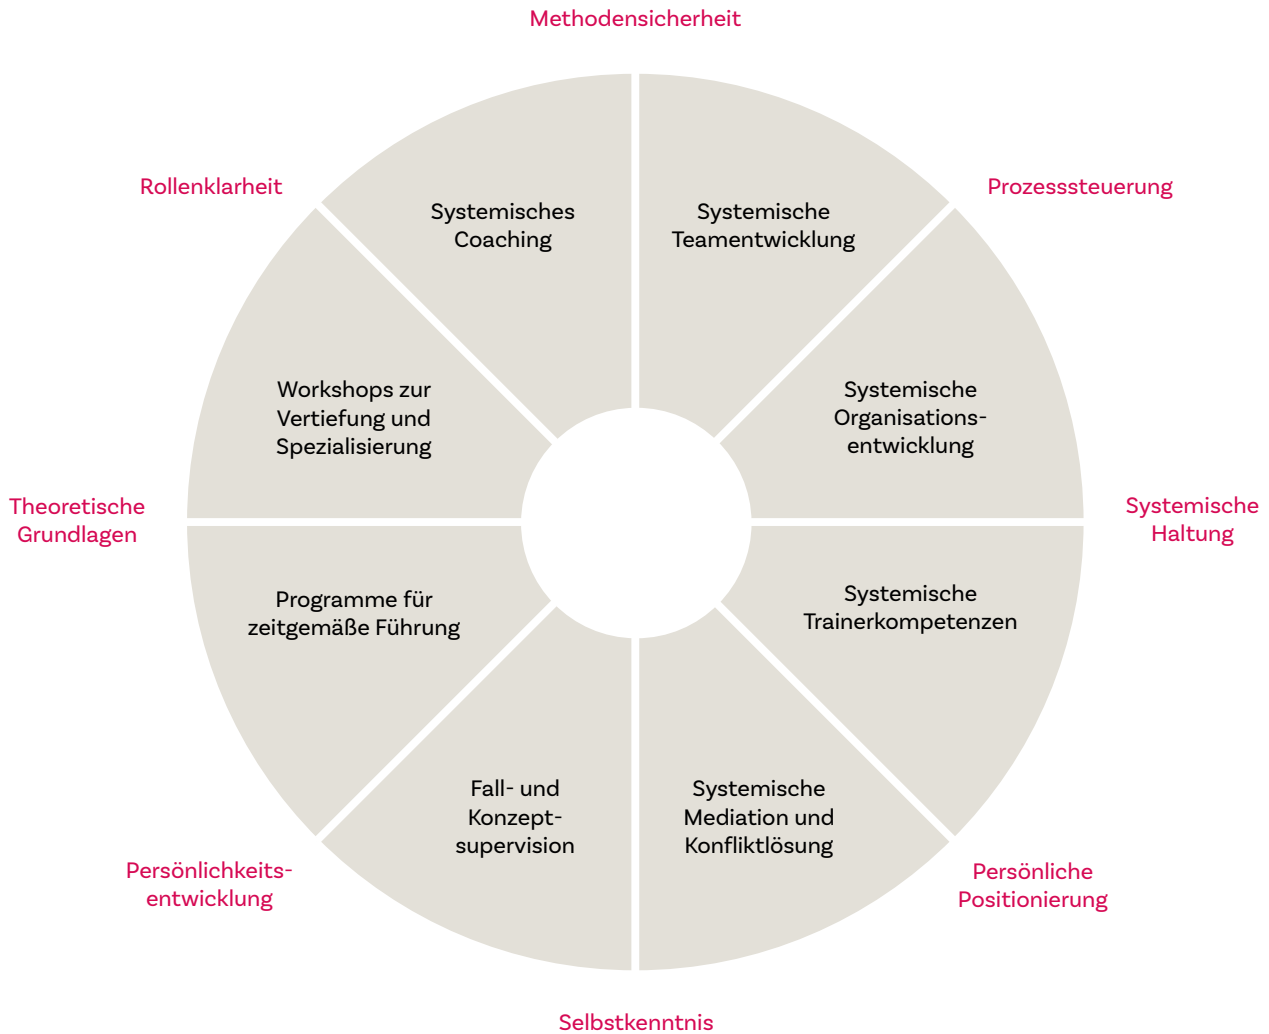 Methodensicherheit
Rollenklarheit
Prozesssteuerung
Systemisches
Coaching
Systemische
Teamentwicklung
Workshops zur
Vertiefung und
Spezialisierung
Systemische
Organisations-
entwicklung
Theoretische
Grundlagen
Systemische
Haltung
Programme für
zeitgemäße Führung
Systemische
Trainerkompetenzen
Fall- und
Konzept-
supervision
Systemische
Mediation und
Konfliktlösung
Persönlichkeits-
entwicklung
Persönliche
Positionierung
Selbstkenntnis